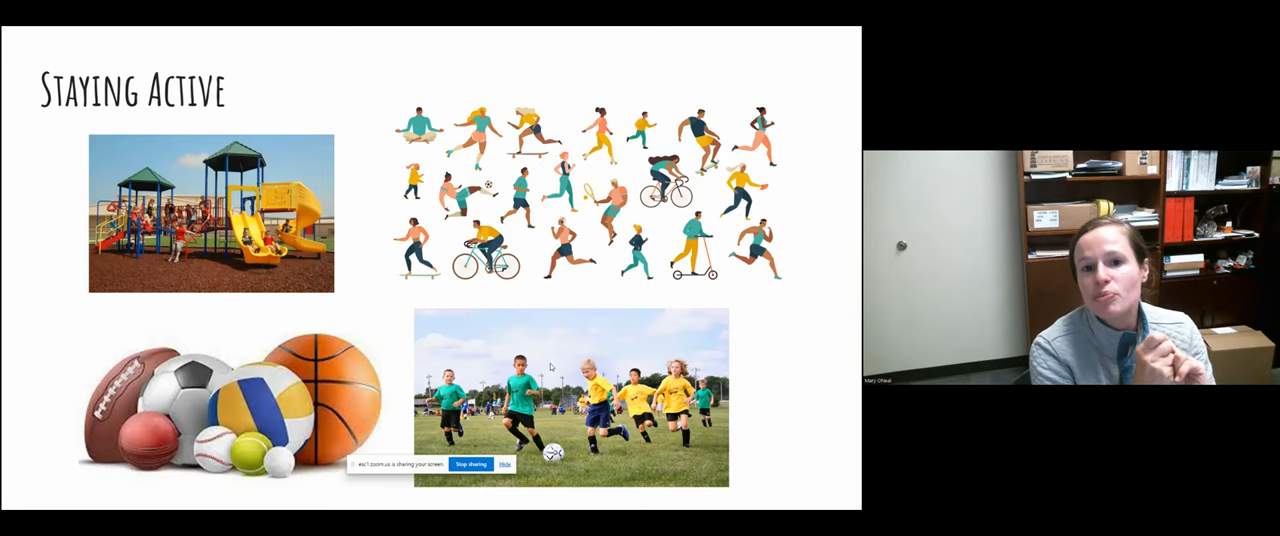 STAYING ACTIVE
esc1.zoom.us is sharing your screen.
Stop sharing
Hide
Mary ONeal